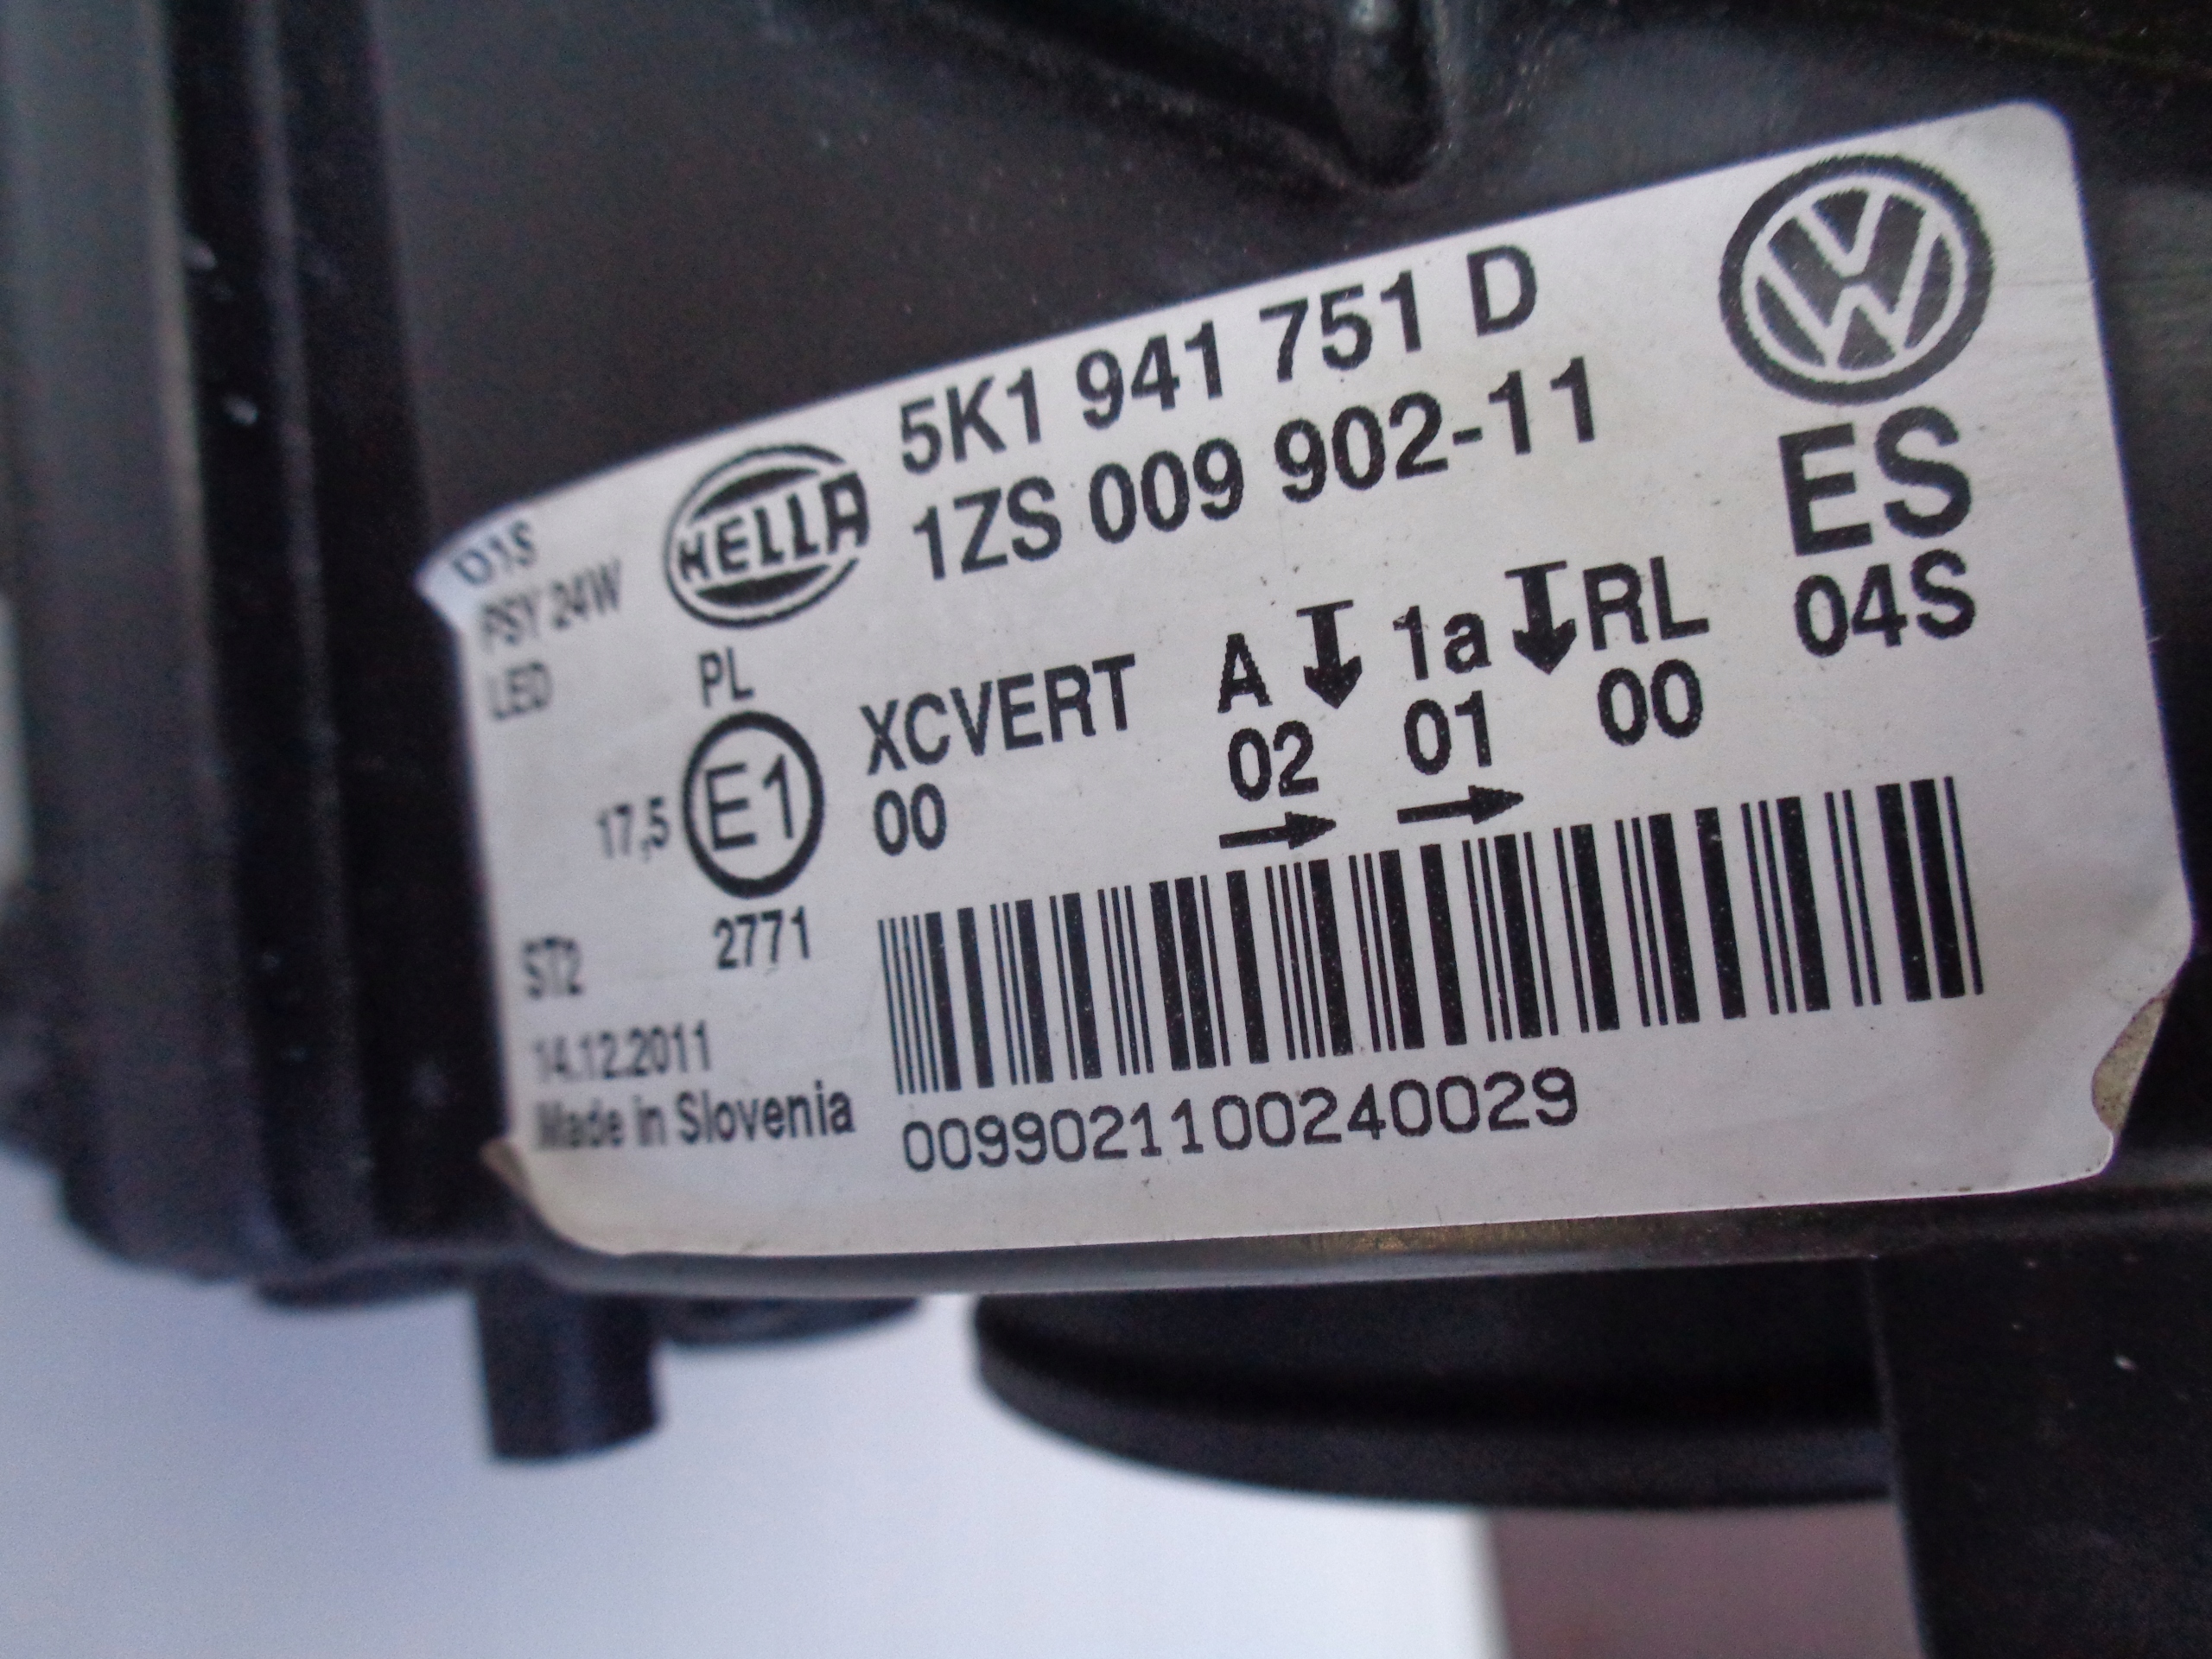 5K1 941 751 D
1ZS 009 902-11
HELLA
D1S
PSY 24W
LED
ES
04S
PL
XCVERT A 1a RL
00 02 01 00
17,5 E1
2771
ST2
14.12.2011
Made in Slovenia
0099021100240029